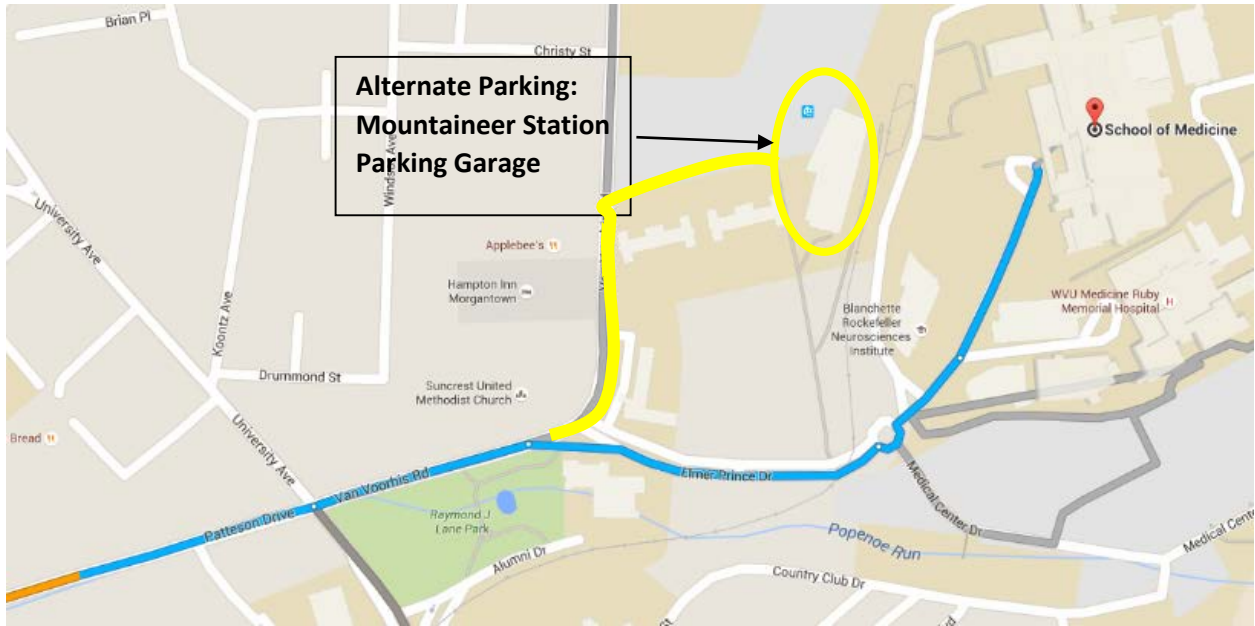 Brian Pl
Christy St
Alternate Parking:
Mountaineer Station
Parking Garage
School of Medicine
University Ave
Applebee's
Hampton Inn
Morgantown
WVU Medicine Ruby
Memorial Hospital
H
Blanchette
Rockefeller
Neurosciences
Institute
Koontz Ave
Drummond St
Suncrest United
Methodist Church
Bread
University Ave
Van Voorhis Rd
Elmer Prince Dr
Patteson Drive
Raymond J.
Lane Park
Medical Center Dr
Popenoe Run
Medical Center
Alumni Dr
Country Club Dr